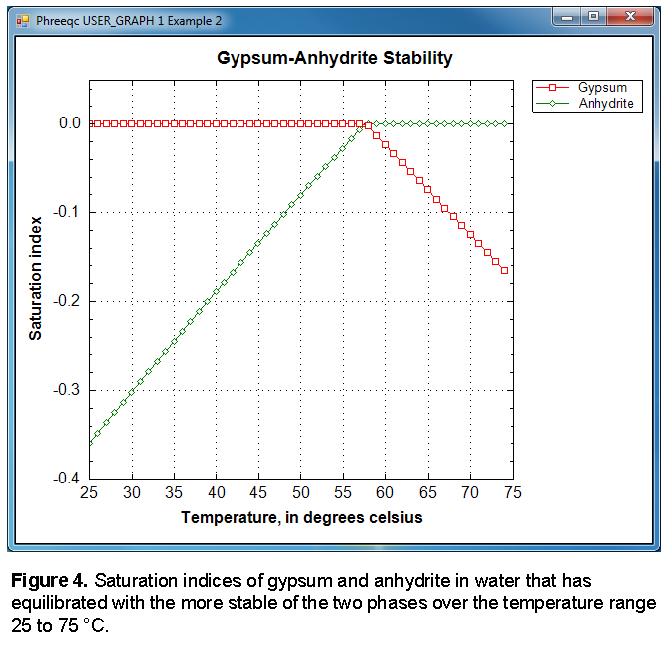 Phreeqc USER_GRAPH 1 Example 2
Gypsum-Anhydrite Stability
Gypsum
Anhydrite
0.0
-0.1
-0.2
-0.3
-0.4
Saturation index
25 30 35 40 45 50 55 60 65 70 75
Temperature, in degrees celsius
Figure 4. Saturation indices of gypsum and anhydrite in water that has
equilibrated with the more stable of the two phases over the temperature range
25 to 75 °C.